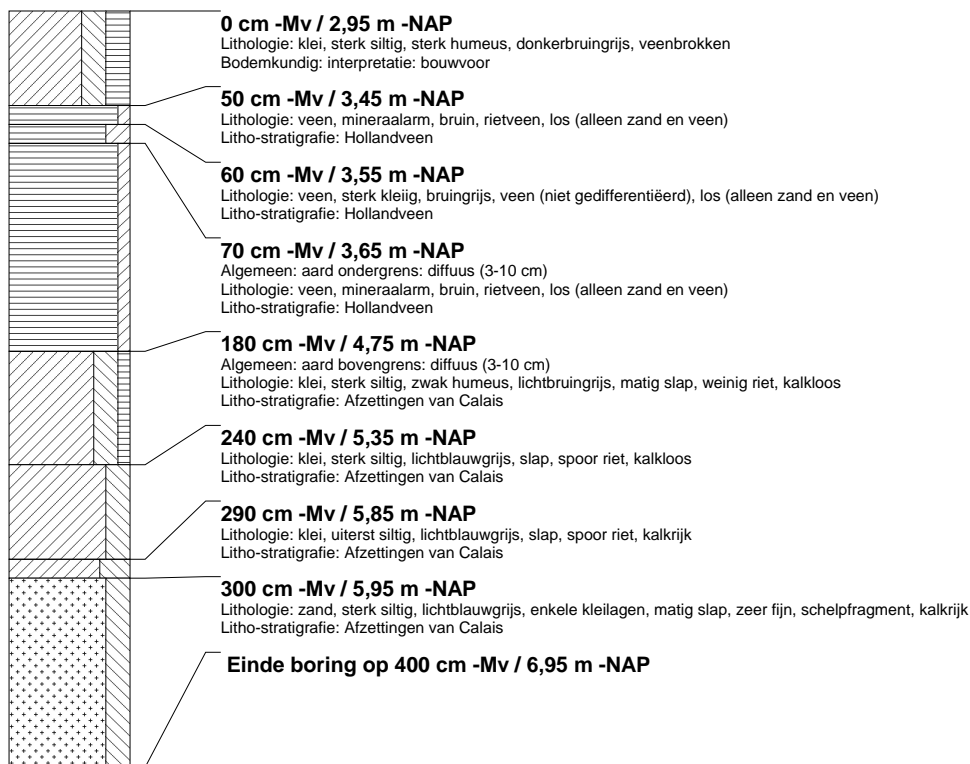 0 cm -Mv / 2,95 m -NAP
Lithologie: klei, sterk siltig, sterk humeus, donkerbruingrijs, veenbrokken
Bodemkundig: interpretatie: bouwvoor
50 cm -Mv / 3,45 m -NAP
Lithologie: veen, mineraalarm, bruin, rietveen, los (alleen zand en veen)
Litho-stratigrafie: Hollandveen
60 cm -Mv / 3,55 m -NAP
Lithologie: veen, sterk kleiig, bruingrijs, veen (niet gedifferentiëerd), los (alleen zand en veen)
Litho-stratigrafie: Hollandveen
70 cm -Mv / 3,65 m -NAP
Algemeen: aard ondergrens: diffuus (3-10 cm)
Lithologie: veen, mineraalarm, bruin, rietveen, los (alleen zand en veen)
Litho-stratigrafie: Hollandveen
180 cm -Mv / 4,75 m -NAP
Algemeen: aard bovengrens: diffuus (3-10 cm)
Lithologie: klei, sterk siltig, zwak humeus, lichtbruingrijs, matig slap, weinig riet, kalkloos
Litho-stratigrafie: Afzettingen van Calais
240 cm -Mv / 5,35 m -NAP
Lithologie: klei, sterk siltig, lichtblauwgrijs, slap, spoor riet, kalkloos
Litho-stratigrafie: Afzettingen van Calais
290 cm -Mv / 5,85 m -NAP
Lithologie: klei, uiterst siltig, lichtblauwgrijs, slap, spoor riet, kalkrijk
Litho-stratigrafie: Afzettingen van Calais
300 cm -Mv / 5,95 m -NAP
Lithologie: zand, sterk siltig, lichtblauwgrijs, enkele kleilagen, matig slap, zeer fijn, schelpfragment, kalkrijk
Litho-stratigrafie: Afzettingen van Calais
Einde boring op 400 cm -Mv / 6,95 m -NAP